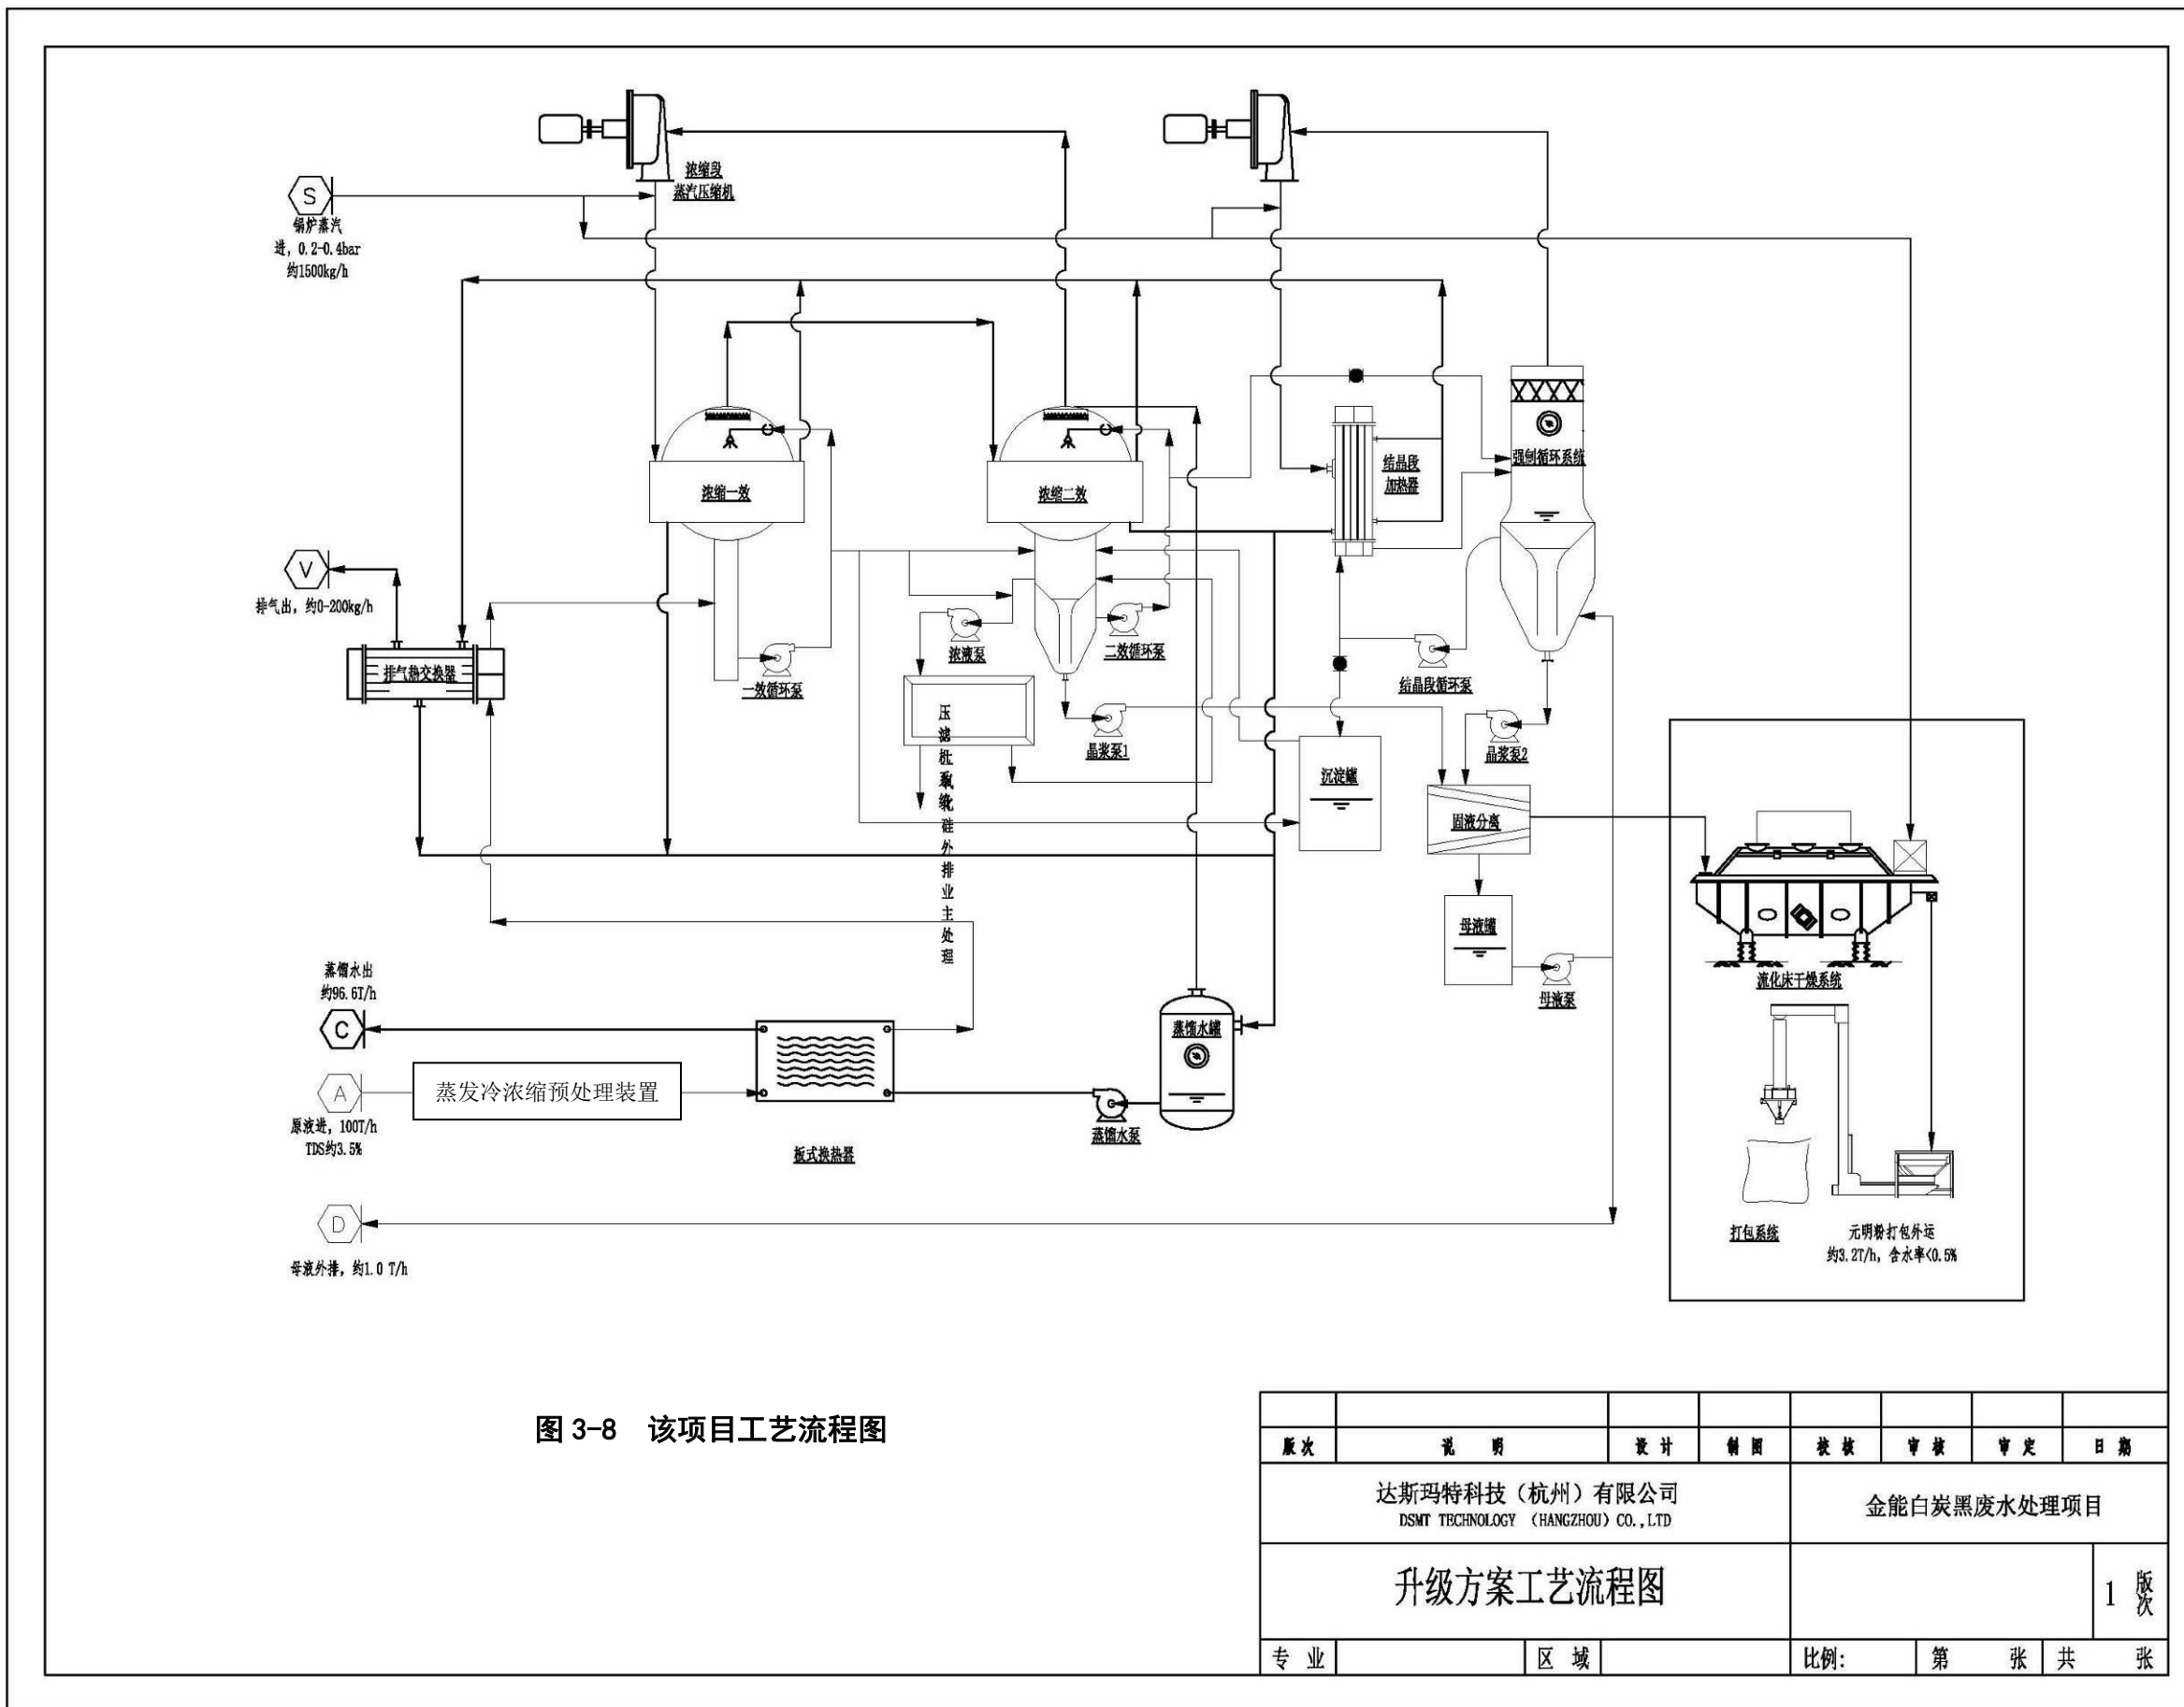 浓缩段
蒸汽压缩机
S
锅炉蒸汽
进，0.2-0.4bar
约1500kg/h
浓缩一效
浓缩二效
结晶段
加热器
强制循环系统
V
排气出，约0-200kg/h
排气热交换器
一效循环泵
浓液泵
二效循环泵
结晶段循环泵
晶浆泵1
晶浆泵2
沉淀罐
固液分离
母液罐
母液泵
硅
外
排
业
主
处
理
流化床干燥系统
蒸馏水出
约96.6T/h
C
A
蒸发冷浓缩预处理装置
原液进，100T/h
TDS约3.5%
板式换热器
蒸馏水罐
蒸馏水泵
D
母液外排，约1.0 T/h
打包系统
元明粉打包外运
约3.2T/h，含水率<0.5%
图 3-8 该项目工艺流程图
版次 说 明 设 计 制 图 校 核 审 核 审 定 日 期
达斯玛特科技（杭州）有限公司
DSMT TECHNOLOGY （HANGZHOU）CO.,LTD
金能白炭黑废水处理项目
升级方案工艺流程图
1 版次
专 业 区 域 比例: 第 张 共 张